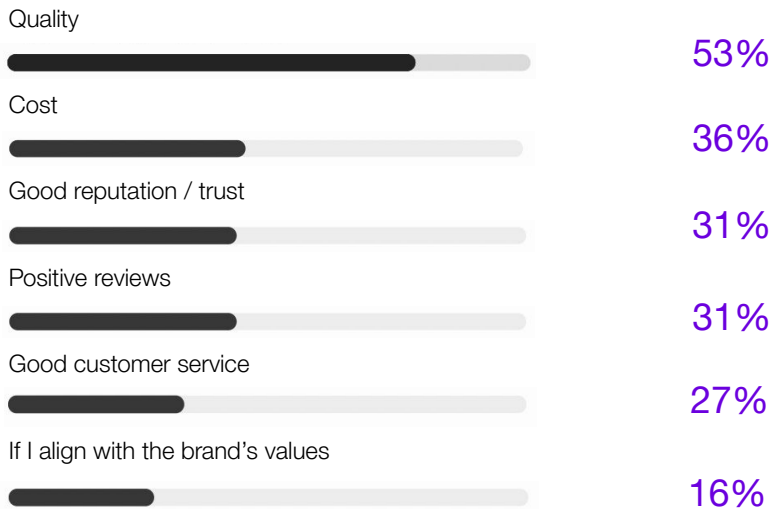 Quality
53%
Cost
36%
Good reputation / trust
31%
Positive reviews
31%
Good customer service
27%
If I align with the brand’s values
16%